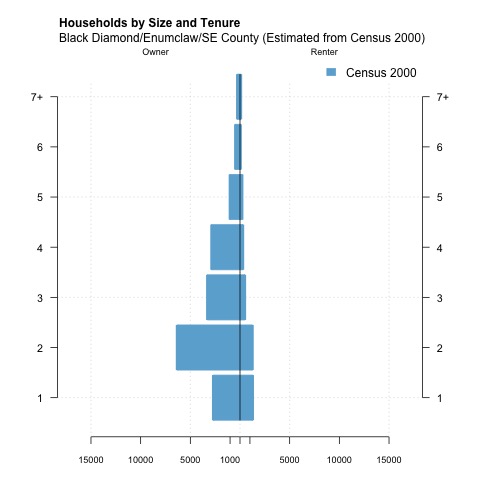 Households by Size and Tenure
Black Diamond/Enumclaw/SE County (Estimated from Census 2000)
Owner Renter
Census 2000
7+ 7+
6 6
5 5
4 4
3 3
2 2
1 1
15000 10000 5000 1000 5000 10000 15000